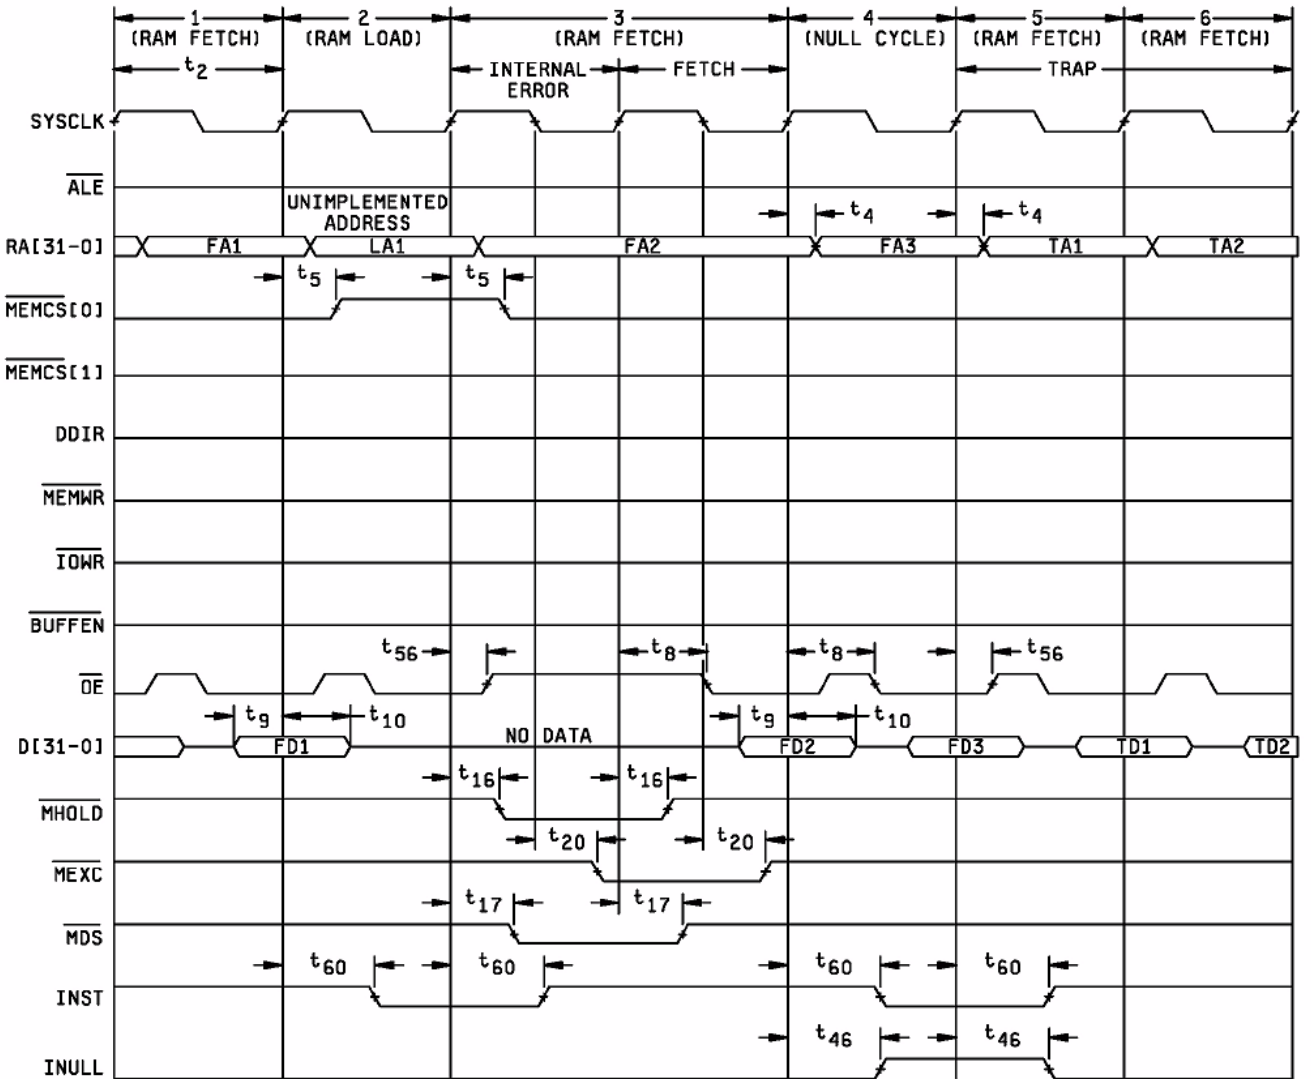 1 2 3 4 5 6
(RAM FETCH) (RAM LOAD) (RAM FETCH) (NULL CYCLE) (RAM FETCH) (RAM FETCH)
t2 INTERNAL FETCH TRAP
ERROR
SYSCLK
ALE
UNIMPLEMENTED
ADDRESS t4 t4
RA[31-0] FA1 LA1 FA2 FA3 TA1 TA2
t5 t5
MEMCS[0]
MEMCS[1]
DDIR
MEMWR
IOWR
BUFFEN
t56 t8 t8 t56
OE
t9 t10 t9 t10
NO DATA
D[31-0] FD1 FD2 FD3 TD1 TD2
t16 t16
MHOLD
t20 t20
MEXC
t17 t17
MDS
t60 t60 t60 t60
INST
t46 t46
INULL